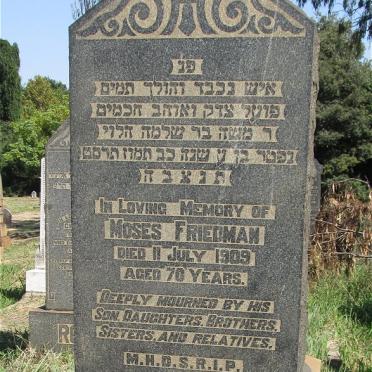 פנ
איש נכבד והולך תמים
פועל צדק ואוהב חכמים
ר משה בר שלמה הלוי
נפטר בן ע שנה כב תמוז תרסט
ת נ צ ב ה
IN LOVING MEMORY OF
MOSES FRIEDMAN
DIED 11 JULY 1909
AGED 70 YEARS.
DEEPLY MOURNED BY HIS
SON, DAUGHTERS, BROTHERS,
SISTERS, AND RELATIVES.
M.H.D.S.R.I.P.